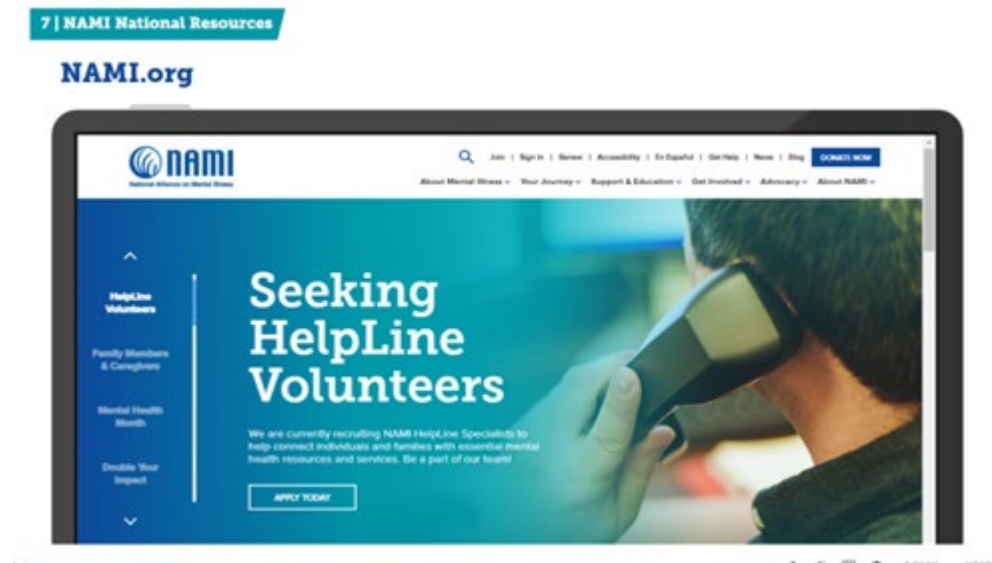 7 | NAMI National Resources
NAMI.org
NAMI
National Alliance on Mental Illness
Join | Sign In | Renew | Accessibility | En Español | Get Help | News | Blog
DONATE NOW
About Mental Illness Your Journey Support & Education Get Involved Advocacy About NAMI
HelpLine
Volunteers
Family Members
& Caregivers
Mental Health
Month
Double Your
Impact
Seeking
HelpLine
Volunteers
We are currently recruiting NAMI HelpLine Specialists to
help connect individuals and families with essential mental
health resources and services. Be a part of our team!
APPLY TODAY